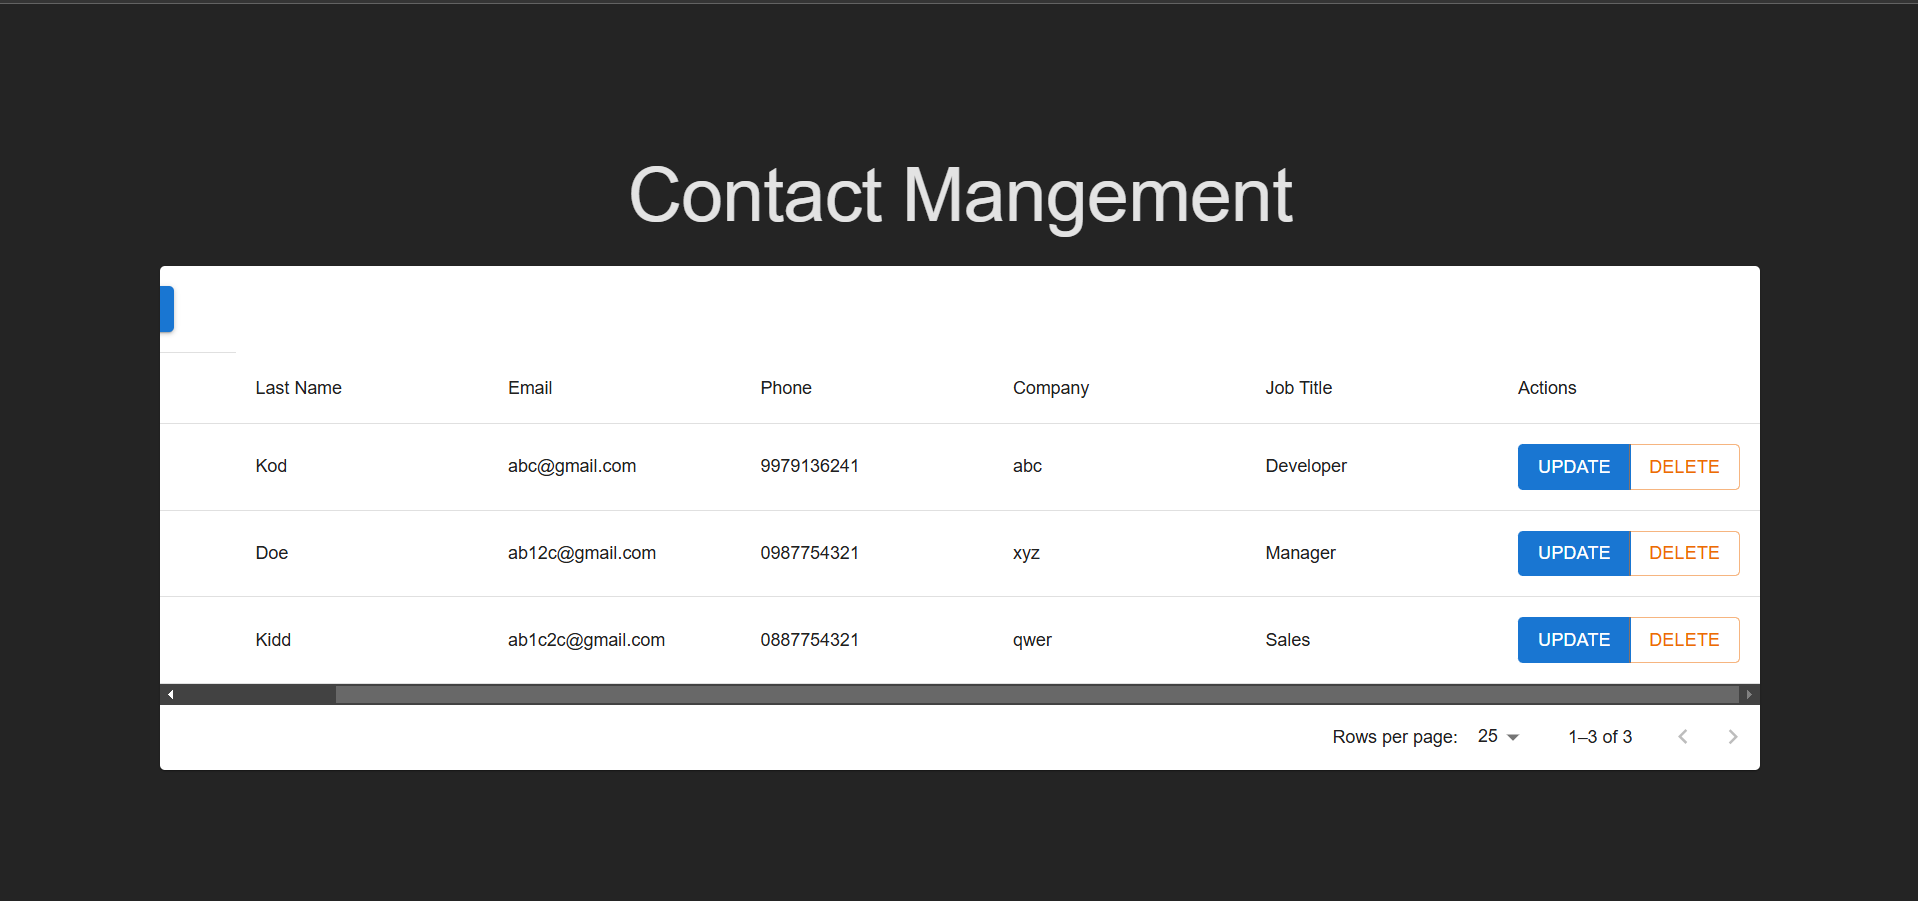 Contact Mangement
Last Name Email Phone Company Job Title Actions
Kod abc@gmail.com 9979136241 abc Developer UPDATE DELETE
Doe ab12c@gmail.com 0987754321 xyz Manager UPDATE DELETE
Kidd ab1c2c@gmail.com 0887754321 qwer Sales UPDATE DELETE
Rows per page: 25 1–3 of 3